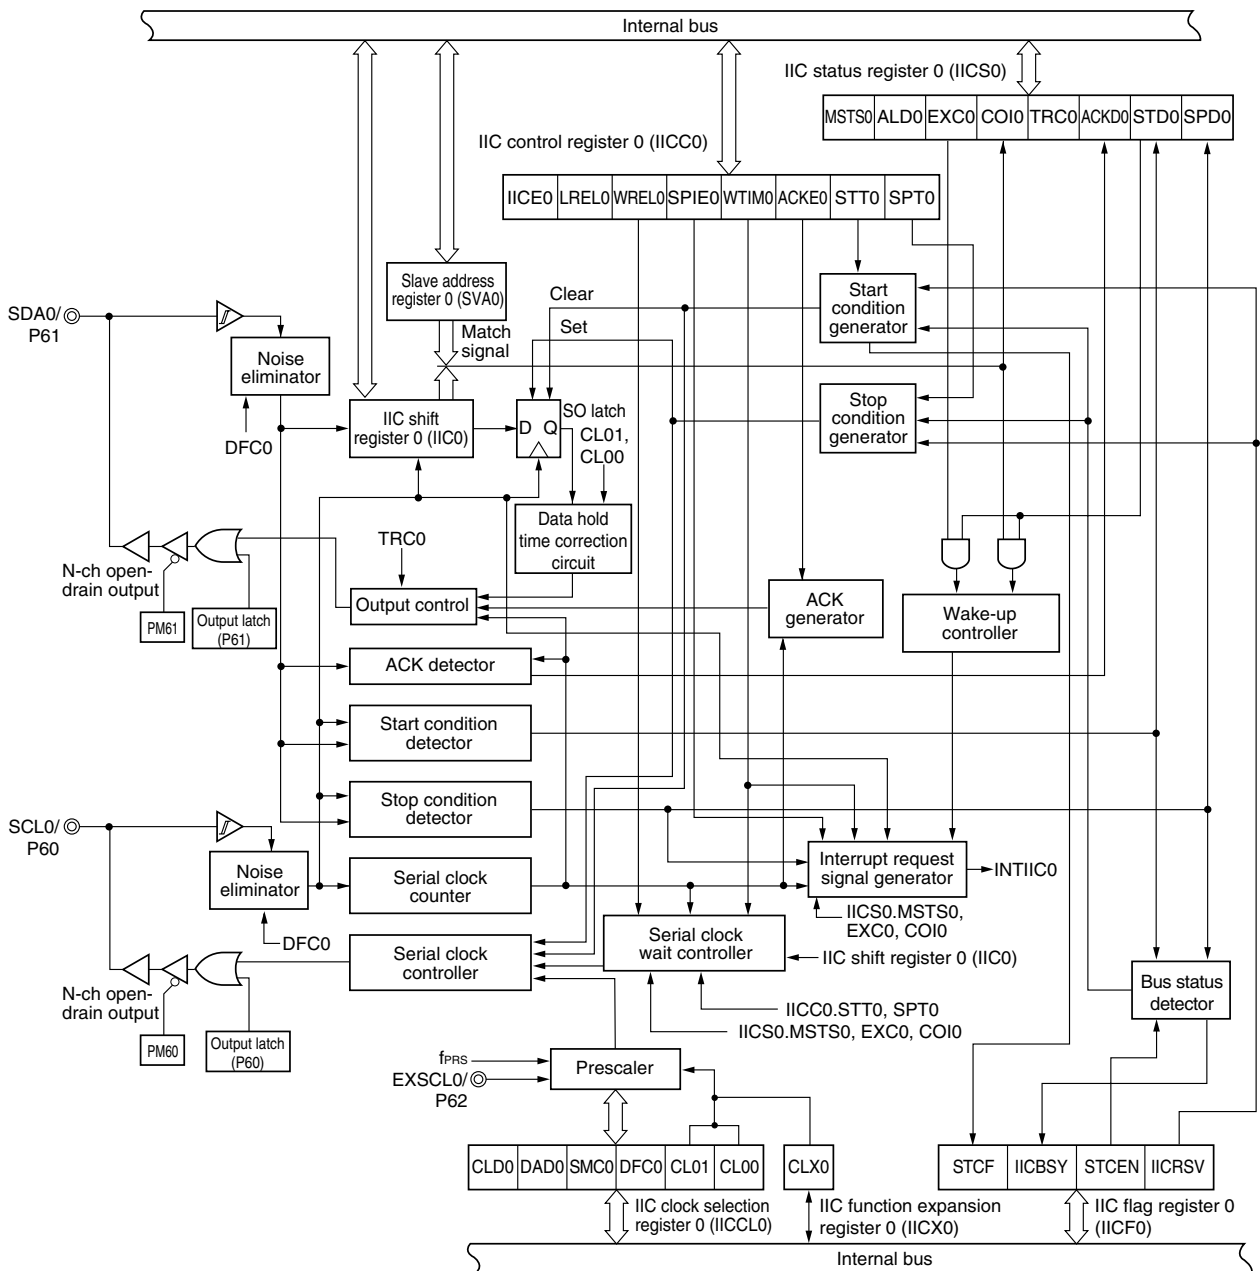 Internal bus
IIC status register 0 (IICS0)
MSTS0 ALD0 EXC0 COI0 TRC0 ACKD0 STD0 SPD0
IIC control register 0 (IICC0)
IICE0 LREL0 WREL0 SPIE0 WTIM0 ACKE0 STT0 SPT0
Slave address
register 0 (SVA0)
Clear
Start
condition
generator
SDA0/
P61
Set
Match
signal
Noise
eliminator
Stop
condition
generator
IIC shift
register 0 (IIC0)
D Q
SO latch
CL01,
CL00
DFC0
Data hold
time correction
circuit
TRC0
N-ch open-
drain output
Output control
ACK
generator
Wake-up
controller
PM61
Output latch
(P61)
ACK detector
Start condition
detector
Stop condition
detector
SCL0/
P60
Noise
eliminator
Serial clock
counter
Interrupt request
signal generator
INTIIC0
IICS0.MSTS0,
EXC0, COI0
DFC0
Serial clock
controller
Serial clock
wait controller
IIC shift register 0 (IIC0)
Bus status
detector
N-ch open-
drain output
IICC0.STT0, SPT0
IICS0.MSTS0, EXC0, COI0
PM60
Output latch
(P60)
fPRS
EXSCL0/
P62
Prescaler
CLD0 DAD0 SMC0 DFC0 CL01 CL00
CLX0
STCF IICBSY STCEN IICRSV
IIC clock selection
register 0 (IICCL0)
IIC function expansion
register 0 (IICX0)
IIC flag register 0
(IICF0)
Internal bus